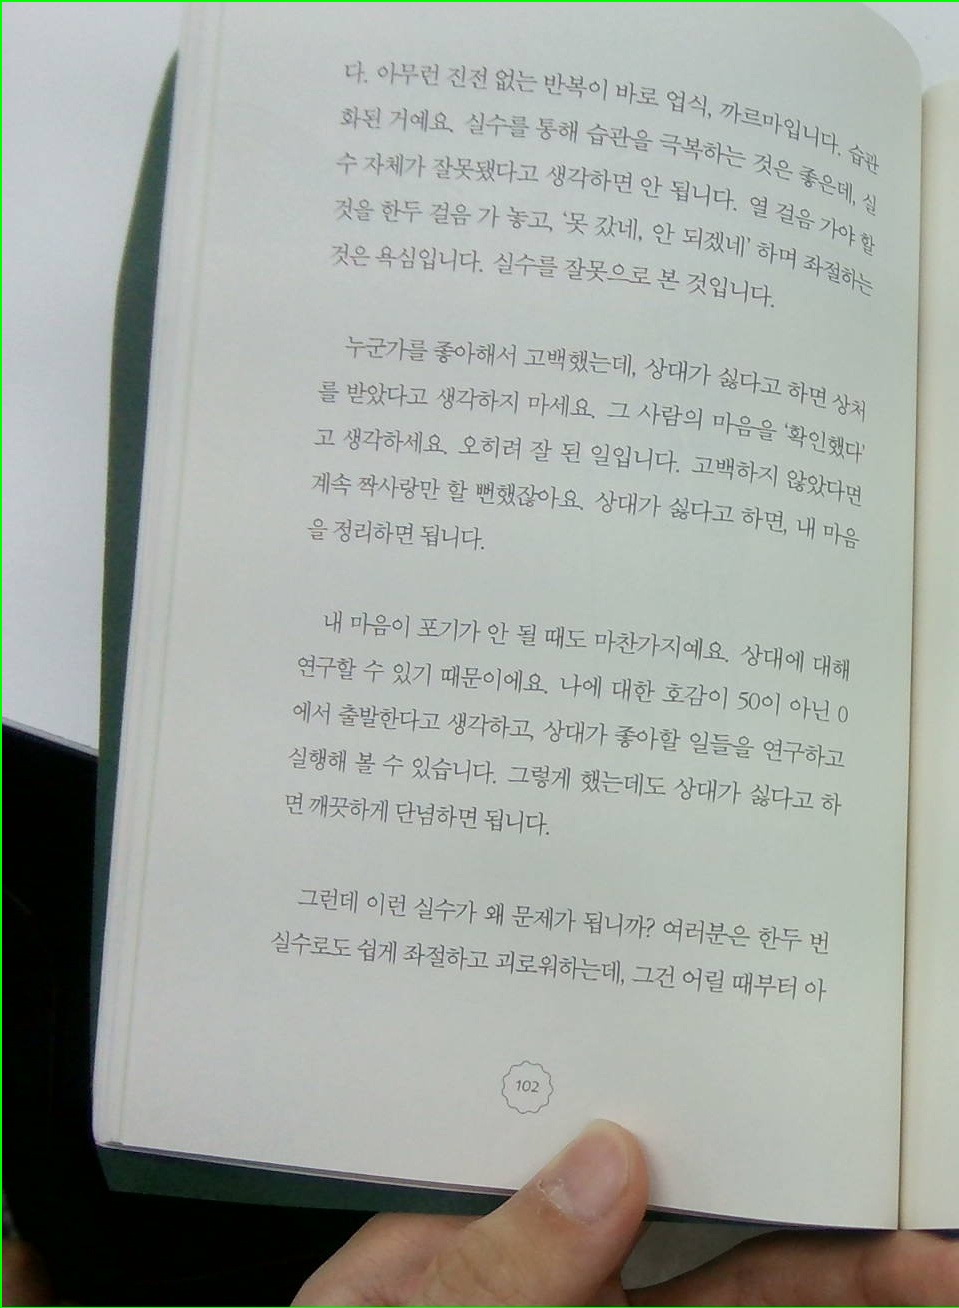 다. 아무런 진전 없는 반복이 바로 업식, 까르마입니다. 습관
화된 거예요. 실수를 통해 습관을 극복하는 것은 좋은데, 실
수 자체가 잘못됐다고 생각하면 안 됩니다. 열 걸음 가야 할
것을 한두 걸음 가 놓고, ‘못 갔네, 안 되겠네’ 하며 좌절하는
것은 욕심입니다. 실수를 잘못으로 본 것입니다.
누군가를 좋아해서 고백했는데, 상대가 싫다고 하면 상처
를 받았다고 생각하지 마세요. 그 사람의 마음을 ‘확인했다’
고 생각하세요. 오히려 잘 된 일입니다. 고백하지 않았다면
계속 짝사랑만 할 뻔했잖아요. 상대가 싫다고 하면, 내 마음
을 정리하면 됩니다.
내 마음이 포기가 안 될 때도 마찬가지예요. 상대에 대해
연구할 수 있기 때문이에요. 나에 대한 호감이 50이 아닌 0
에서 출발한다고 생각하고, 상대가 좋아할 일들을 연구하고
실행해 볼 수 있습니다. 그렇게 했는데도 상대가 싫다고 하
면 깨끗하게 단념하면 됩니다.
그런데 이런 실수가 왜 문제가 됩니까? 여러분은 한두 번
실수로도 쉽게 좌절하고 괴로워하는데, 그건 어릴 때부터 아
102